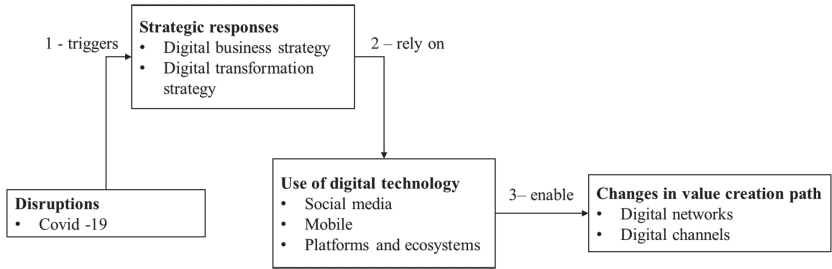 Strategic responses
• Digital business strategy
• Digital transformation
strategy
1 - triggers
2 – rely on
Disruptions
• Covid -19
Use of digital technology
• Social media
• Mobile
• Platforms and ecosystems
3– enable
Changes in value creation path
• Digital networks
• Digital channels